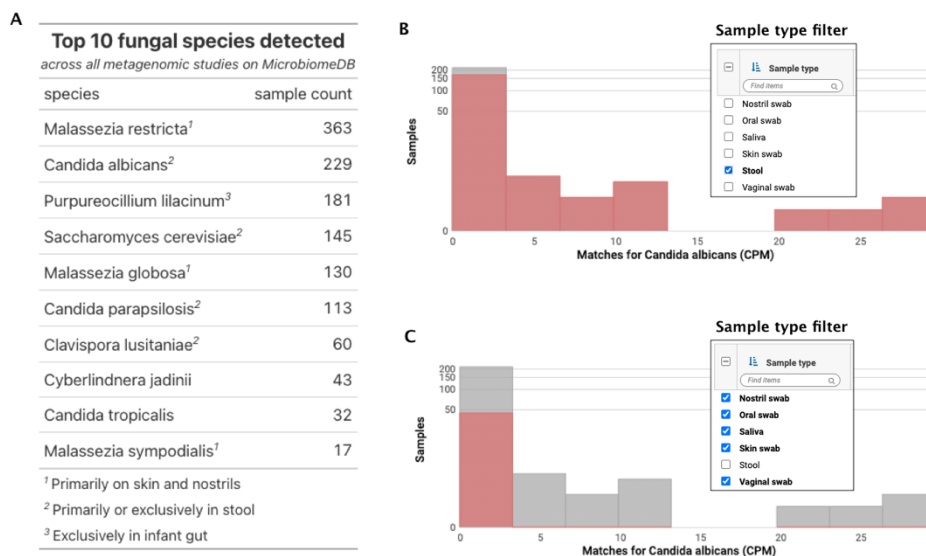 A
Top 10 fungal species detected
across all metagenomic studies on MicrobiomeDB
species sample count
Malassezia restricta¹ 363
Candida albicans² 229
Purpureocillium lilacinum³ 181
Saccharomyces cerevisiae² 145
Malassezia globosa¹ 130
Candida parapsilosis² 113
Clavispora lusitaniae² 60
Cyberlindnera jadinii 43
Candida tropicalis 32
Malassezia sympodialis¹ 17
¹ Primarily on skin and nostrils
² Primarily or exclusively in stool
³ Exclusively in infant gut
B
Sample type filter
Sample type
Find items
Nostril swab
Oral swab
Saliva
Skin swab
Stool
Vaginal swab
200
150
100
50
0
Samples
0 5 10 15 20 25
Matches for Candida albicans (CPM)
C
Sample type filter
Sample type
Find items
Nostril swab
Oral swab
Saliva
Skin swab
Stool
Vaginal swab
200
150
100
50
0
Samples
0 5 10 15 20 25
Matches for Candida albicans (CPM)